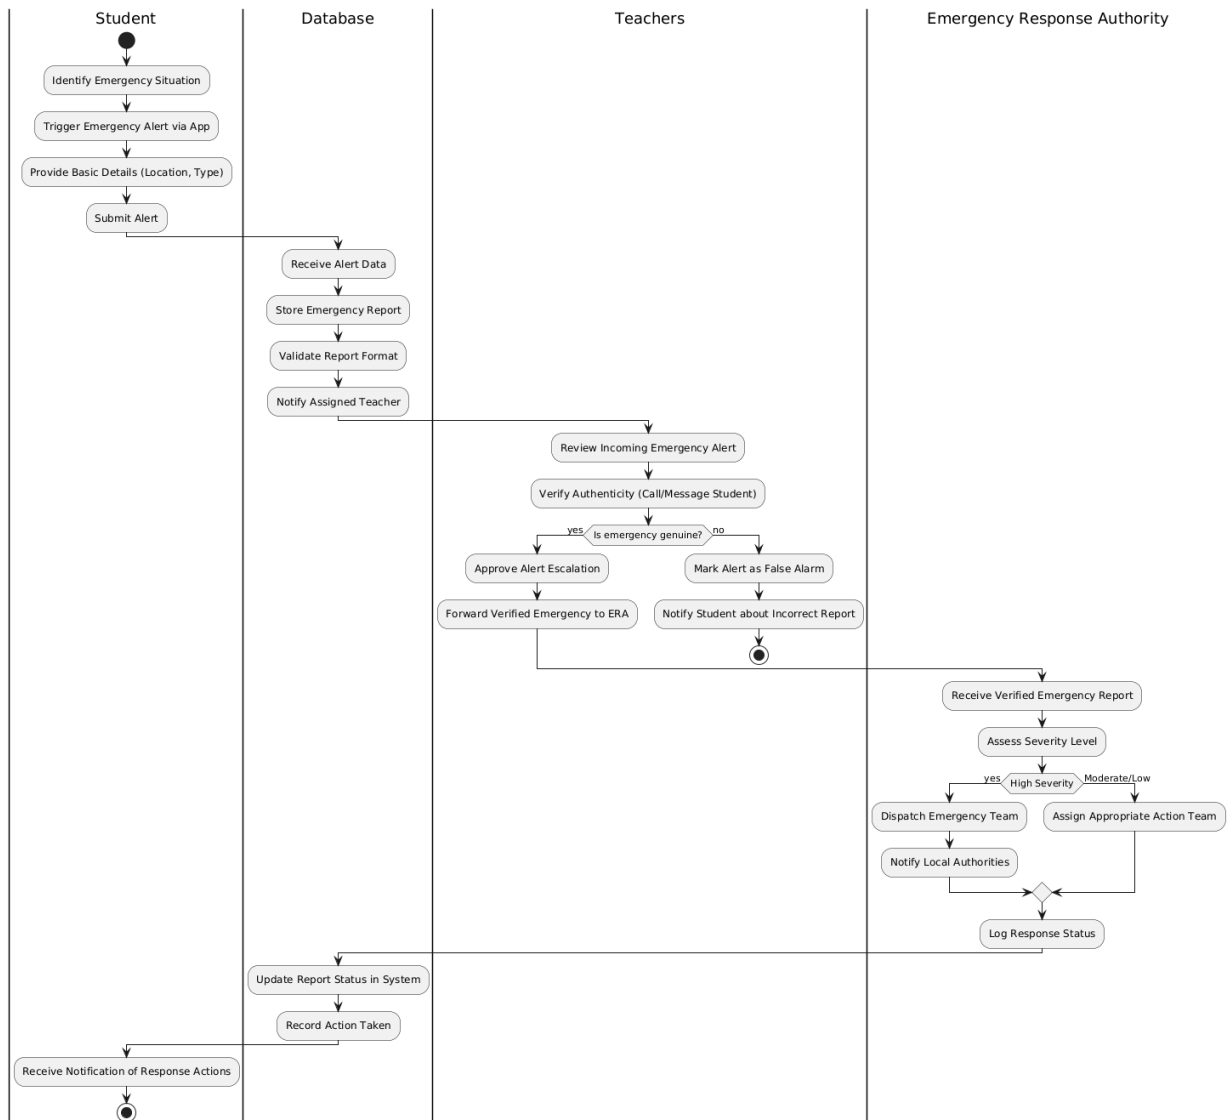 Student
Database
Teachers
Emergency Response Authority
Identify Emergency Situation
Trigger Emergency Alert via App
Provide Basic Details (Location, Type)
Submit Alert
Receive Alert Data
Store Emergency Report
Validate Report Format
Notify Assigned Teacher
Review Incoming Emergency Alert
Verify Authenticity (Call/Message Student)
yes
Is emergency genuine?
no
Approve Alert Escalation
Mark Alert as False Alarm
Forward Verified Emergency to ERA
Notify Student about Incorrect Report
Receive Verified Emergency Report
Assess Severity Level
yes
High Severity
Moderate/Low
Dispatch Emergency Team
Assign Appropriate Action Team
Notify Local Authorities
Log Response Status
Update Report Status in System
Record Action Taken
Receive Notification of Response Actions